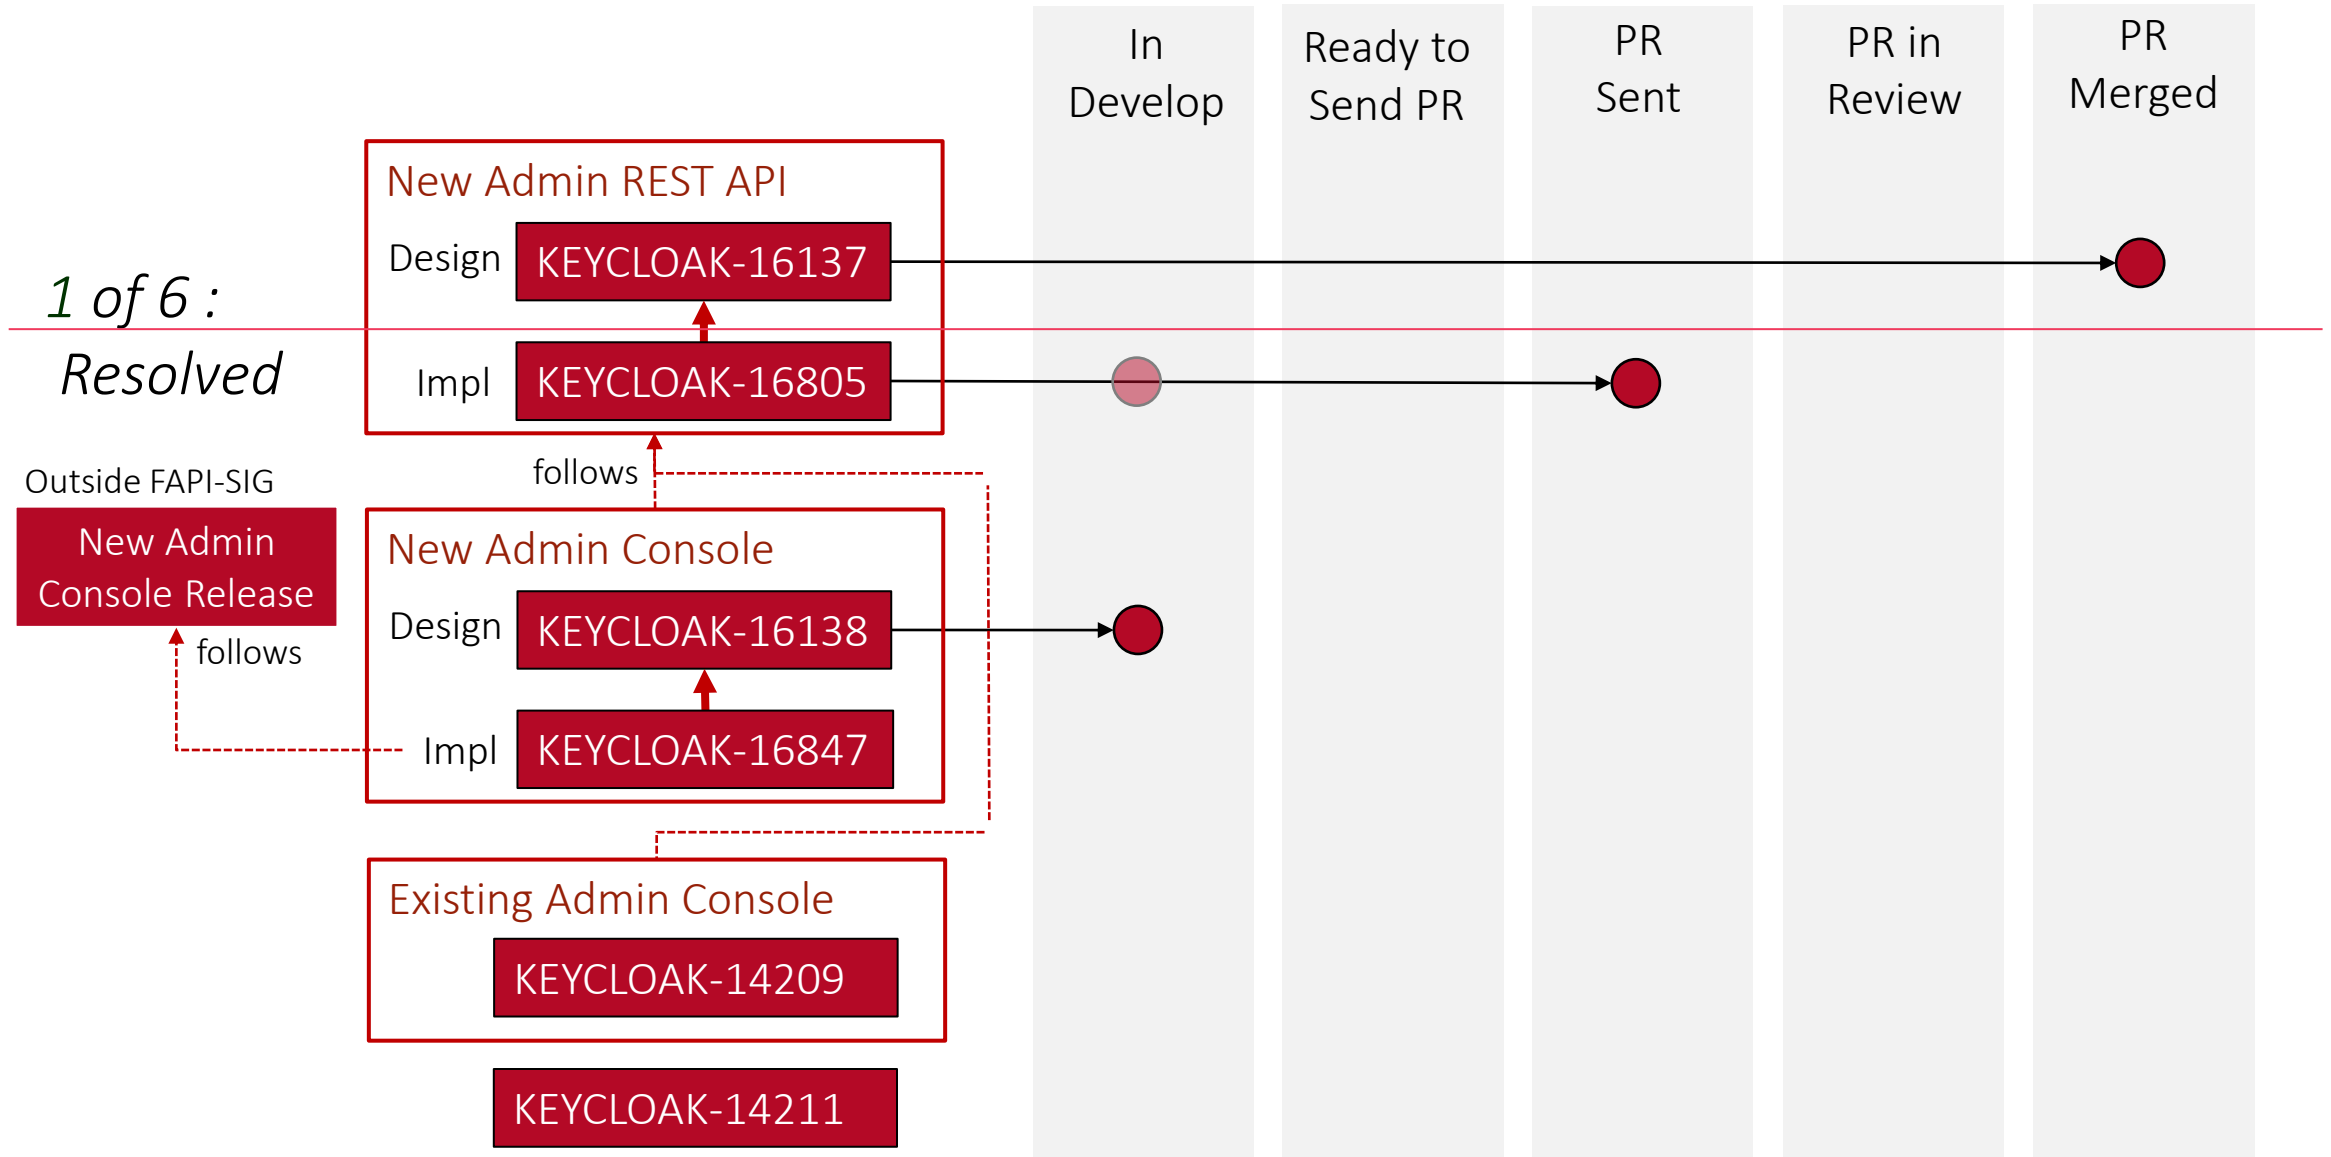 In
Develop
Ready to
Send PR
PR
Sent
PR in
Review
PR
Merged
New Admin REST API
Design
KEYCLOAK-16137
1 of 6 :
Resolved
Impl
KEYCLOAK-16805
follows
Outside FAPI-SIG
New Admin
Console Release
follows
New Admin Console
Design
KEYCLOAK-16138
Impl
KEYCLOAK-16847
Existing Admin Console
KEYCLOAK-14209
KEYCLOAK-14211